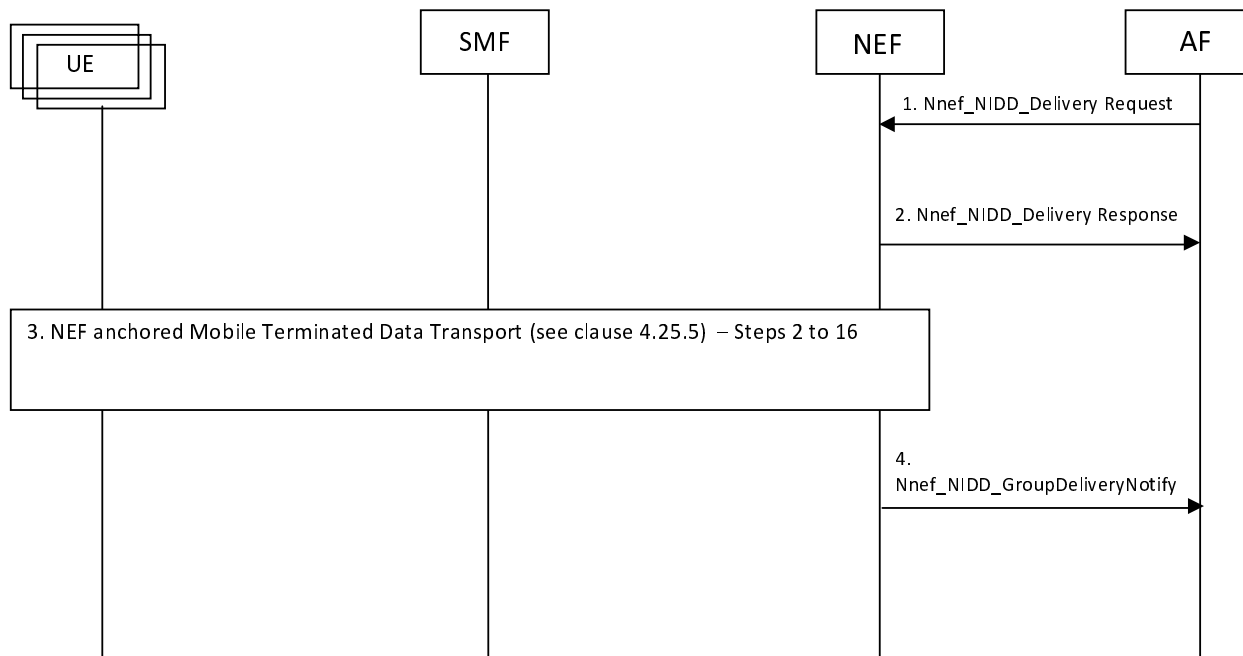 UE
SMF
NEF
AF
1. Nnef_NIDD_Delivery Request
2. Nnef_NIDD_Delivery Response
3. NEF anchored Mobile Terminated Data Transport (see clause 4.25.5) – Steps 2 to 16
4.
Nnef_NIDD_GroupDeliveryNotify